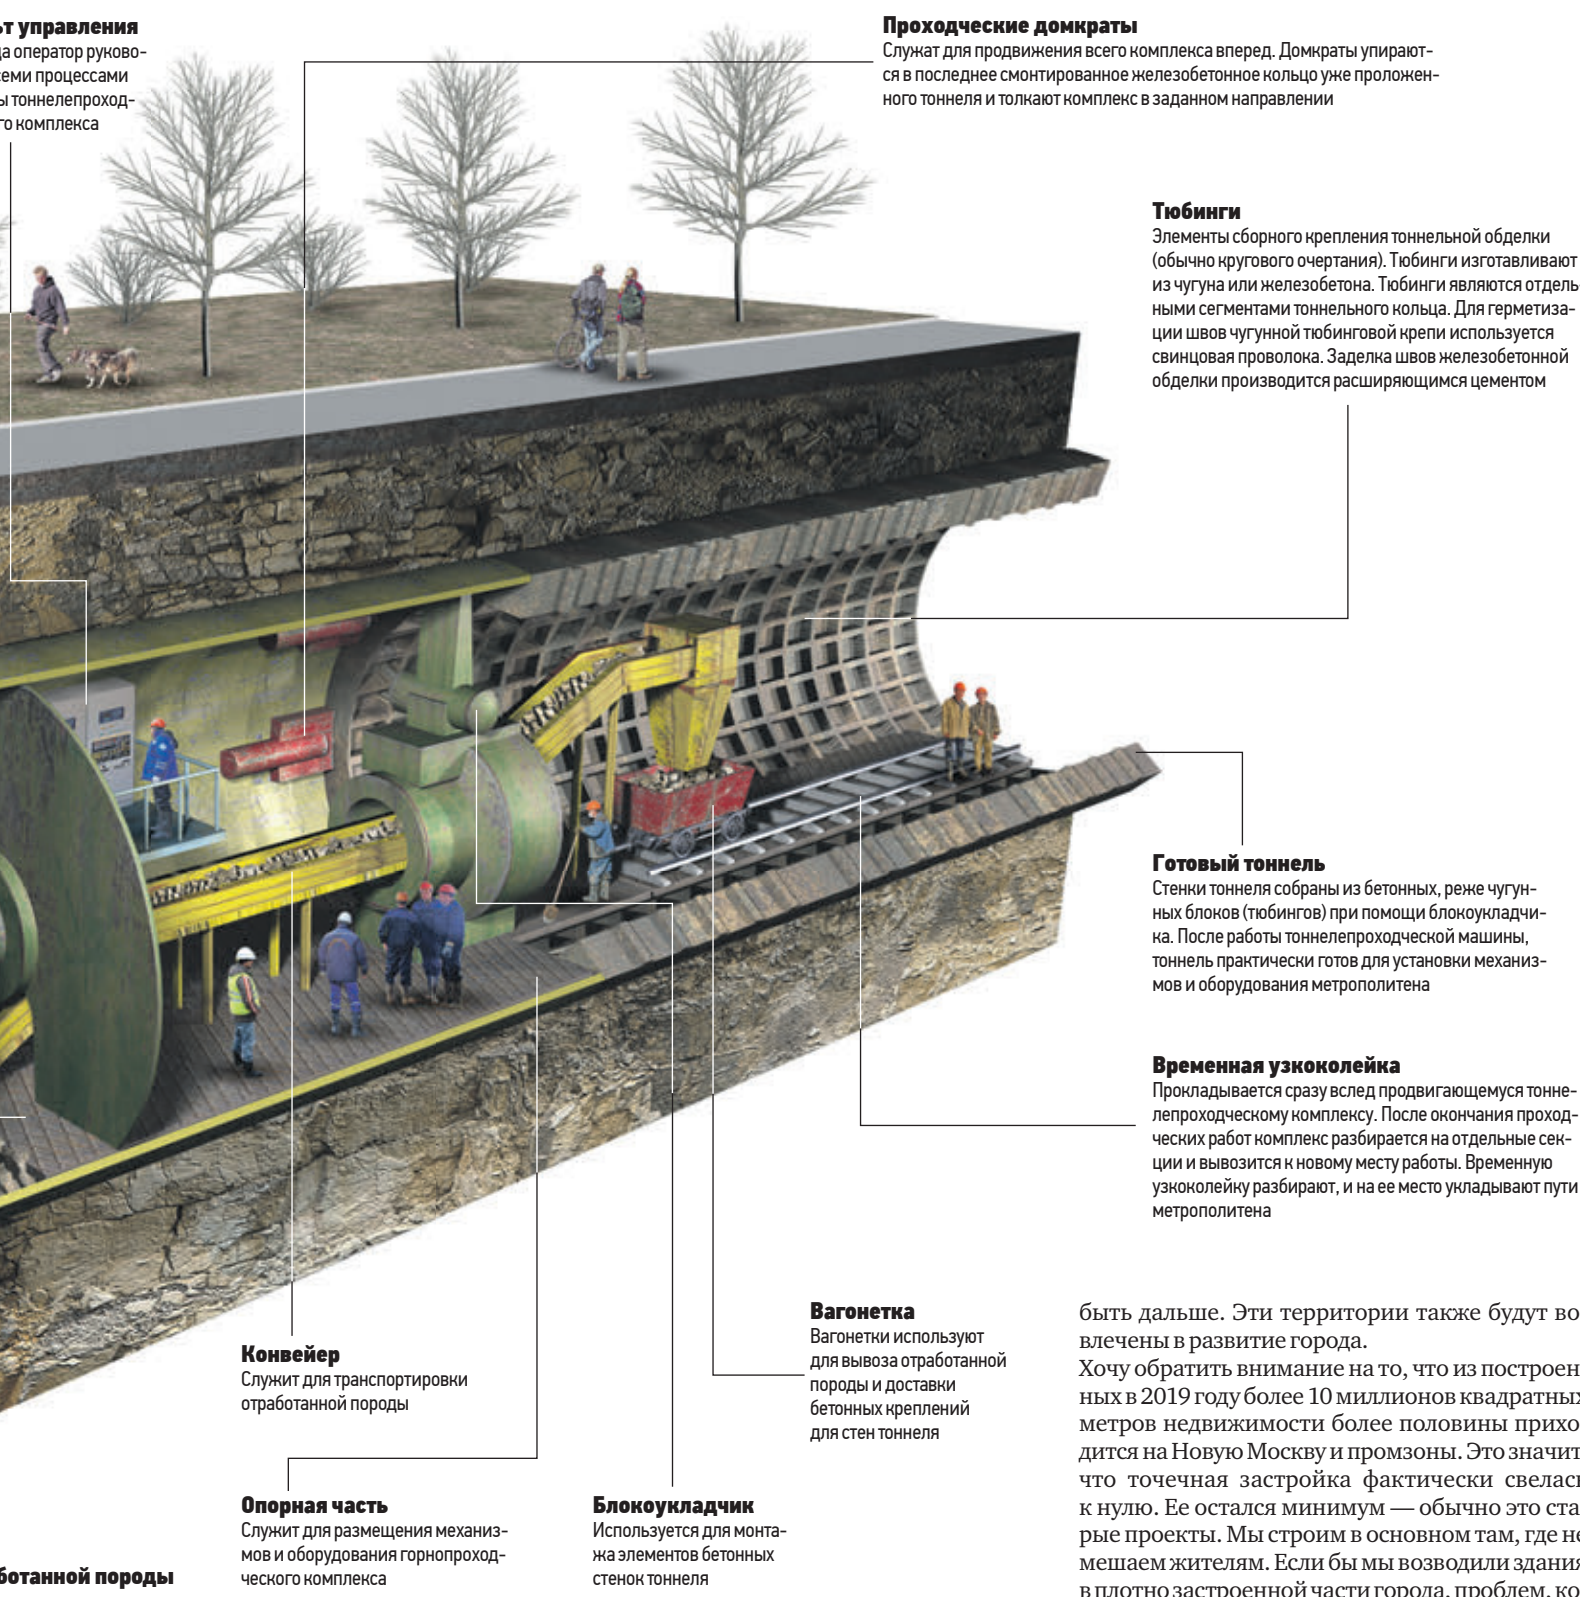 управления
оператор руково-
процессами
тоннелепроход-
комплекса
Проходческие домкраты
Служат для продвижения всего комплекса вперед. Домкраты упирают-
ся в последнее смонтированное железобетонное кольцо уже проложен-
ного тоннеля и толкают комплекс в заданном направлении
Тюбинги
Элементы сборного крепления тоннельной обделки
(обычно кругового очертания). Тюбинги изготавливают
из чугуна или железобетона. Тюбинги являются отдель-
ными сегментами тоннельного кольца. Для герметиза-
ции швов чугунной тюбинговой крепи используется
свинцовая проволока. Заделка швов железобетонной
обделки производится расширяющимся цементом
Готовый тоннель
Стенки тоннеля собраны из бетонных, реже чугун-
ных блоков (тюбингов) при помощи блокоукладчи-
ка. После работы тоннелепроходческой машины,
тоннель практически готов для установки механиз-
мов и оборудования метрополитена
Временная узкоколейка
Прокладывается сразу вслед продвигающемуся тонне-
лепроходческому комплексу. После окончания проход-
ческих работ комплекс разбирается на отдельные сек-
ции и вывозится к новому месту работы. Временную
узкоколейку разбирают, и на ее место укладывают пути
метрополитена
Вагонетка
Вагонетки используют
для вывоза отработанной
породы и доставки
бетонных креплений
для стен тоннеля
Конвейер
Служит для транспортировки
отработанной породы
Опорная часть
Служит для размещения механиз-
мов и оборудования горнопроход-
ческого комплекса
Блокоукладчик
Используется для монта-
жа элементов бетонных
стенок тоннеля
ботанной породы
быть дальше. Эти территории также будут во
влечены в развитие города.
Хочу обратить внимание на то, что из построен
ных в 2019 году более 10 миллионов квадратных
метров недвижимости более половины прихо
дится на Новую Москву и промзоны. Это значит
что точечная застройка фактически свелась
к нулю. Ее остался минимум — обычно это ста
рые проекты. Мы строим в основном там, где не
мешаем жителям. Если бы мы возводили здания
в плотно застроенной части города, проблем, ко